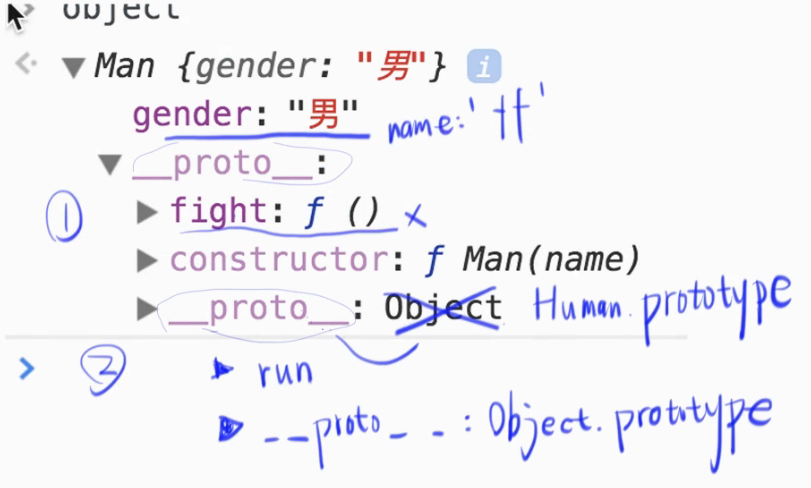 object
Man {gender: "男"} i
gender: "男" name: 'ff'
__proto__:
① fight: ƒ () ×
constructor: ƒ Man(name)
__proto__: Object Human.prototype
② run
__proto__: Object.prototype